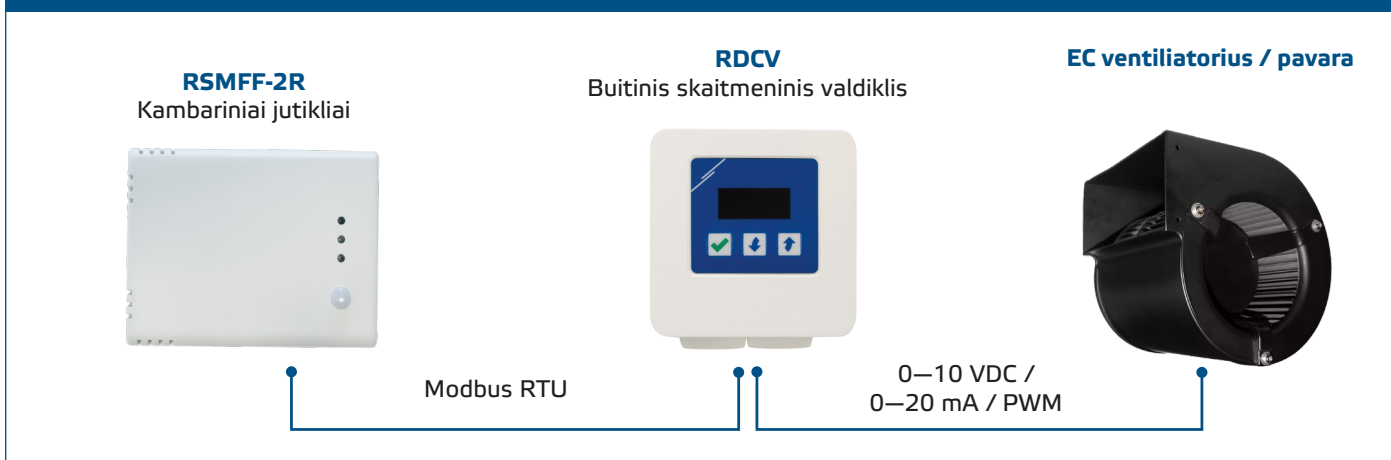 RSMFF-2R
Kambariniai jutikliai
RDCV
Buitinis skaitmeninis valdiklis
EC ventiliatorius / pavara
Modbus RTU
0—10 VDC /
0—20 mA / PWM